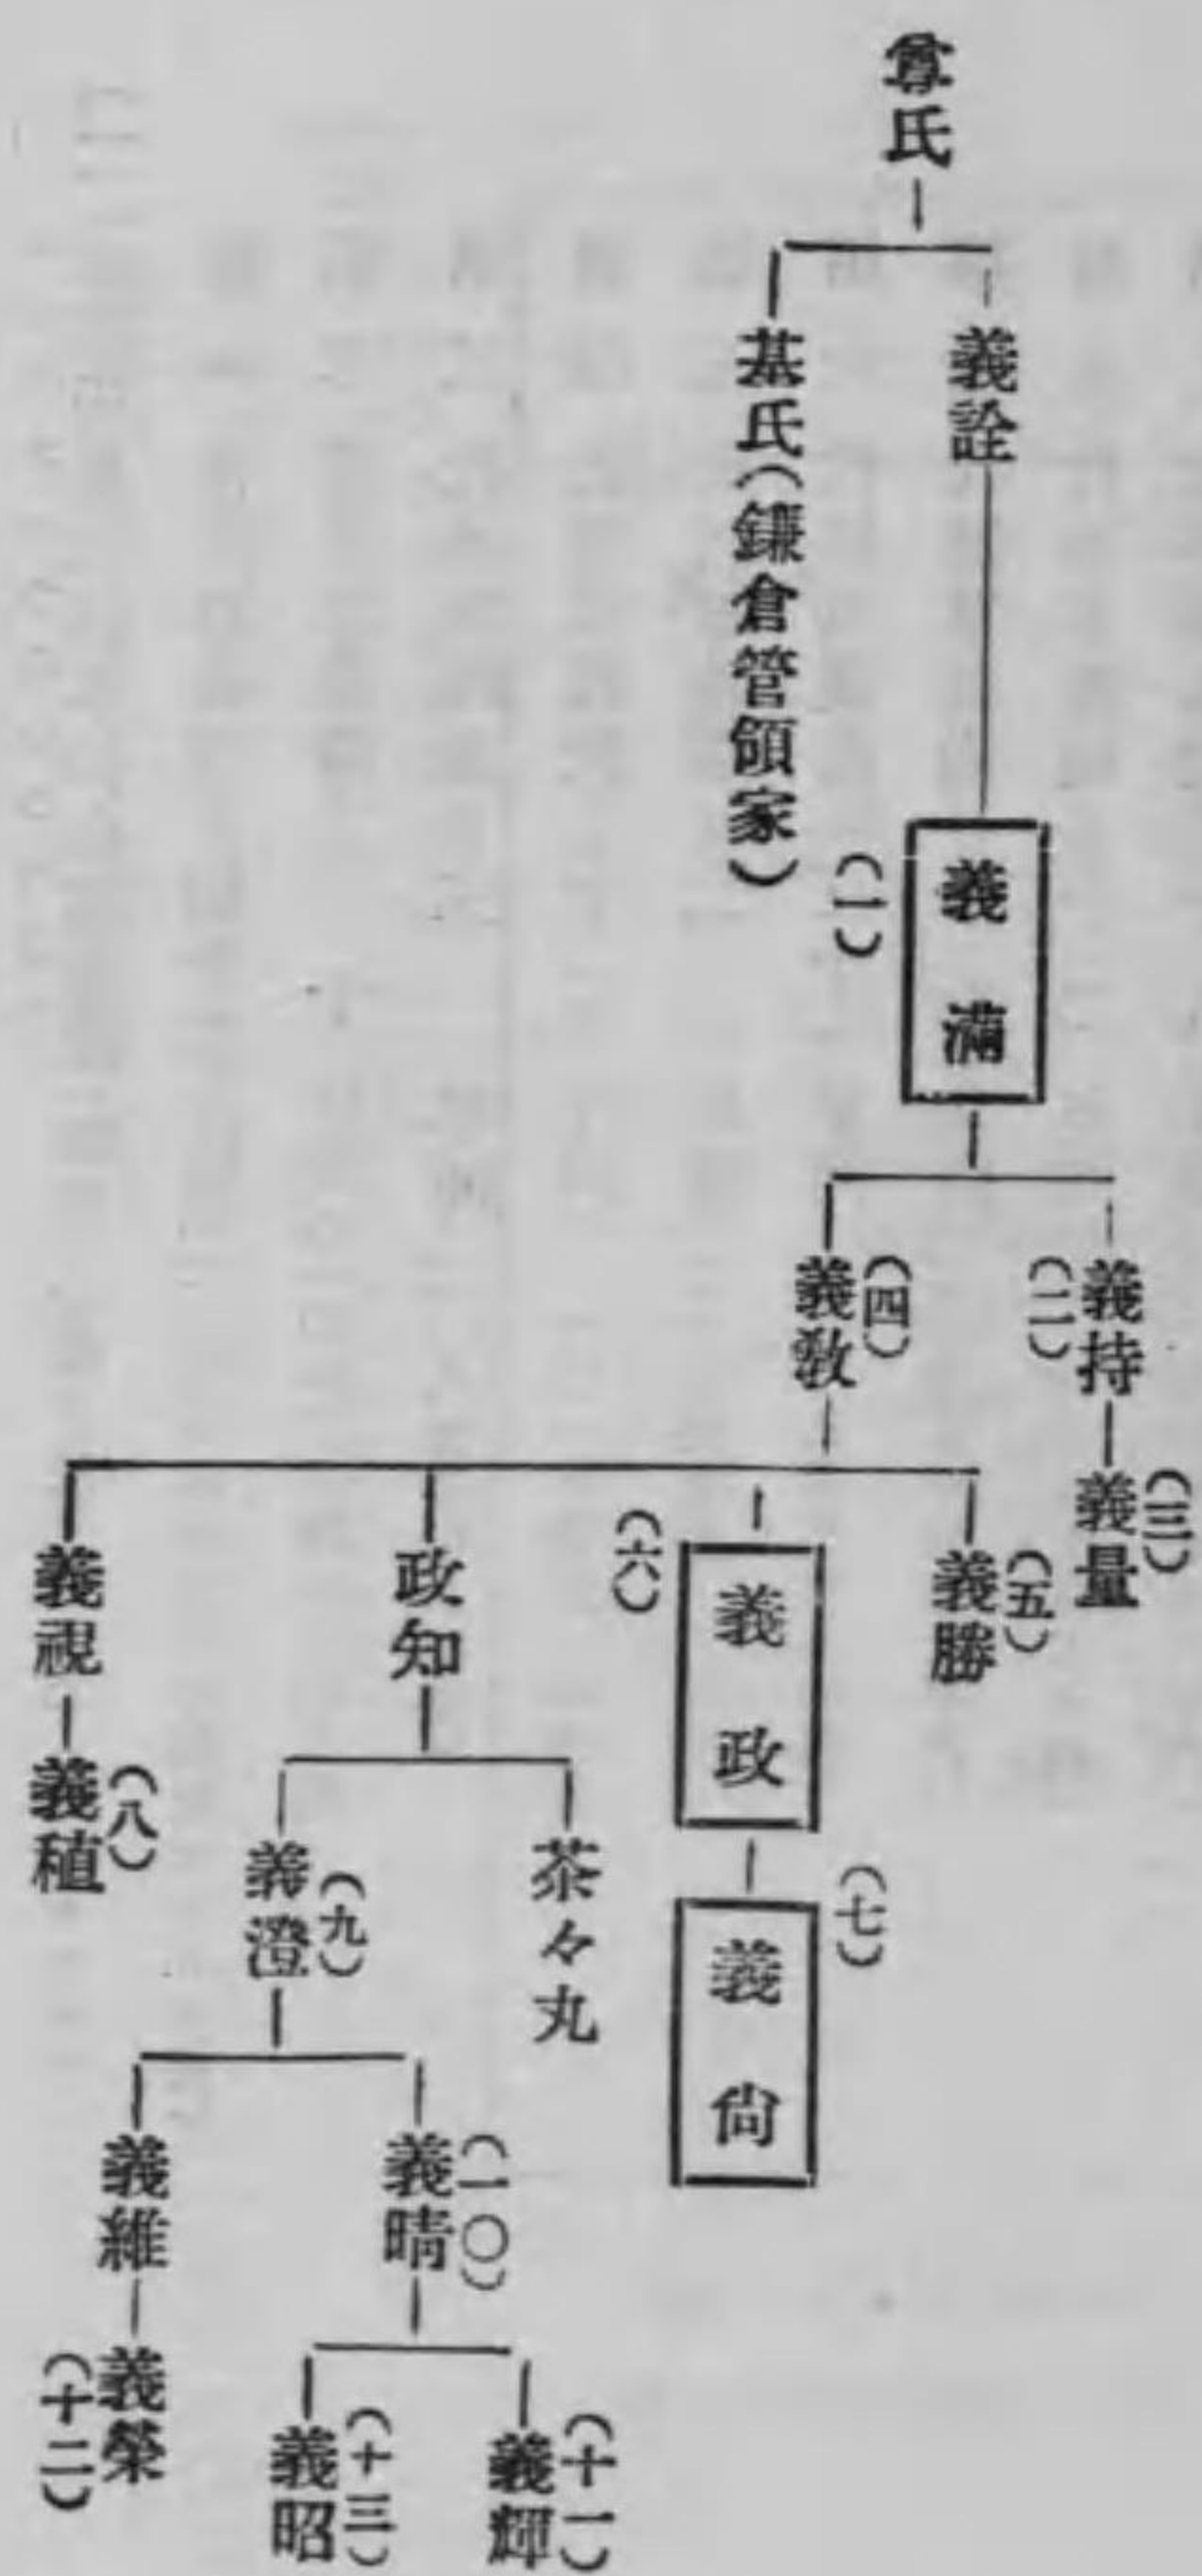 尊氏
義詮
基氏(鎌倉管領家)
義滿
(一)
義持
(二)
義量
(三)
義教
(四)
義勝
(五)
義政
(六)
義尙
(七)
政知
茶々丸
義澄
(九)
義晴
(一〇)
義輝
(十一)
義昭
(十三)
義維
義榮
(十二)
義視
義稙
(八)